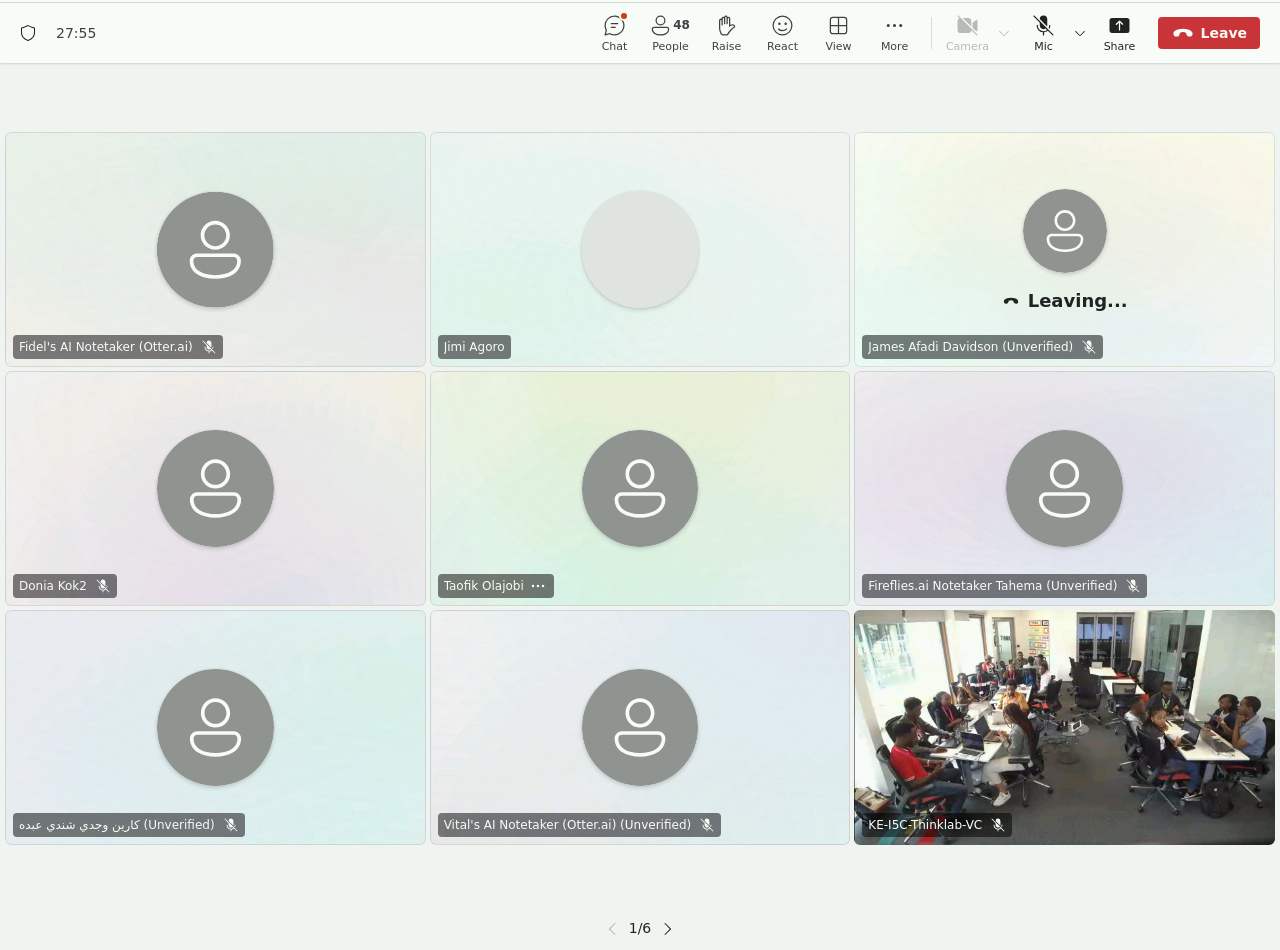 27:55
Chat
48
People
Raise
React
View
More
Camera
Mic
Share
Leave
Fidel's AI Notetaker (Otter.ai)
Jimi Agoro
Leaving...
James Afadi Davidson (Unverified)
Donia Kok2
Taofik Olajobi
Fireflies.ai Notetaker Tahema (Unverified)
كارين وجدي شندي عبده (Unverified)
Vital's AI Notetaker (Otter.ai) (Unverified)
KE-I5C-Thinklab-VC
1/6